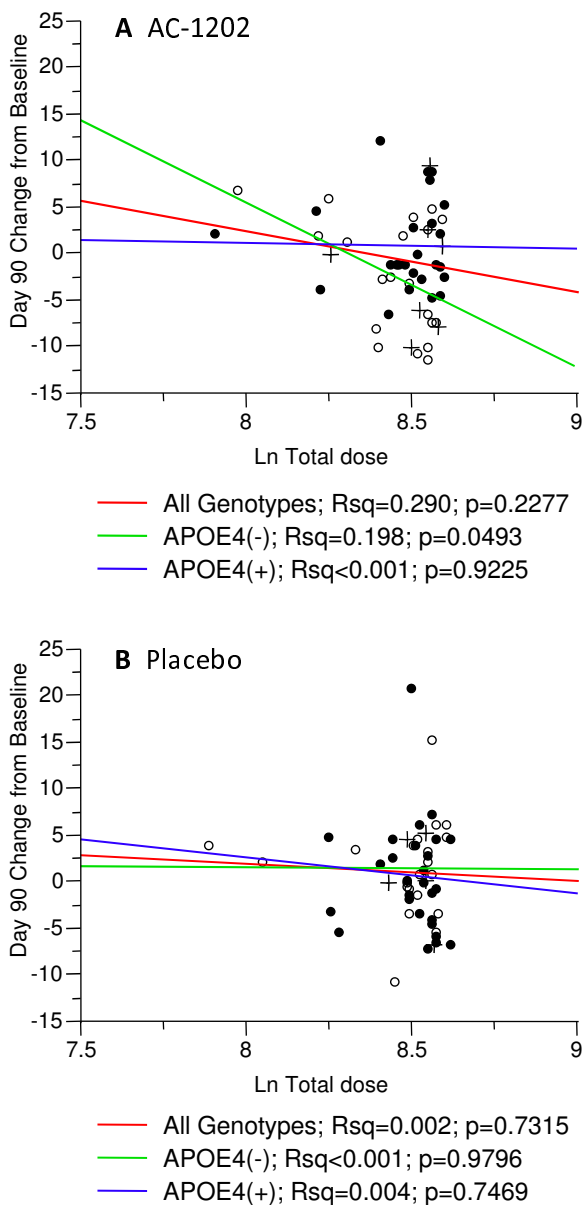 A AC-1202
Day 90 Change from Baseline
25
20
15
10
5
0
-5
-10
-15
7.5 8 8.5 9
Ln Total dose
All Genotypes; Rsq=0.290; p=0.2277
APOE4(-); Rsq=0.198; p=0.0493
APOE4(+); Rsq<0.001; p=0.9225
B Placebo
Day 90 Change from Baseline
25
20
15
10
5
0
-5
-10
-15
7.5 8 8.5 9
Ln Total dose
All Genotypes; Rsq=0.002; p=0.7315
APOE4(-); Rsq<0.001; p=0.9796
APOE4(+); Rsq=0.004; p=0.7469